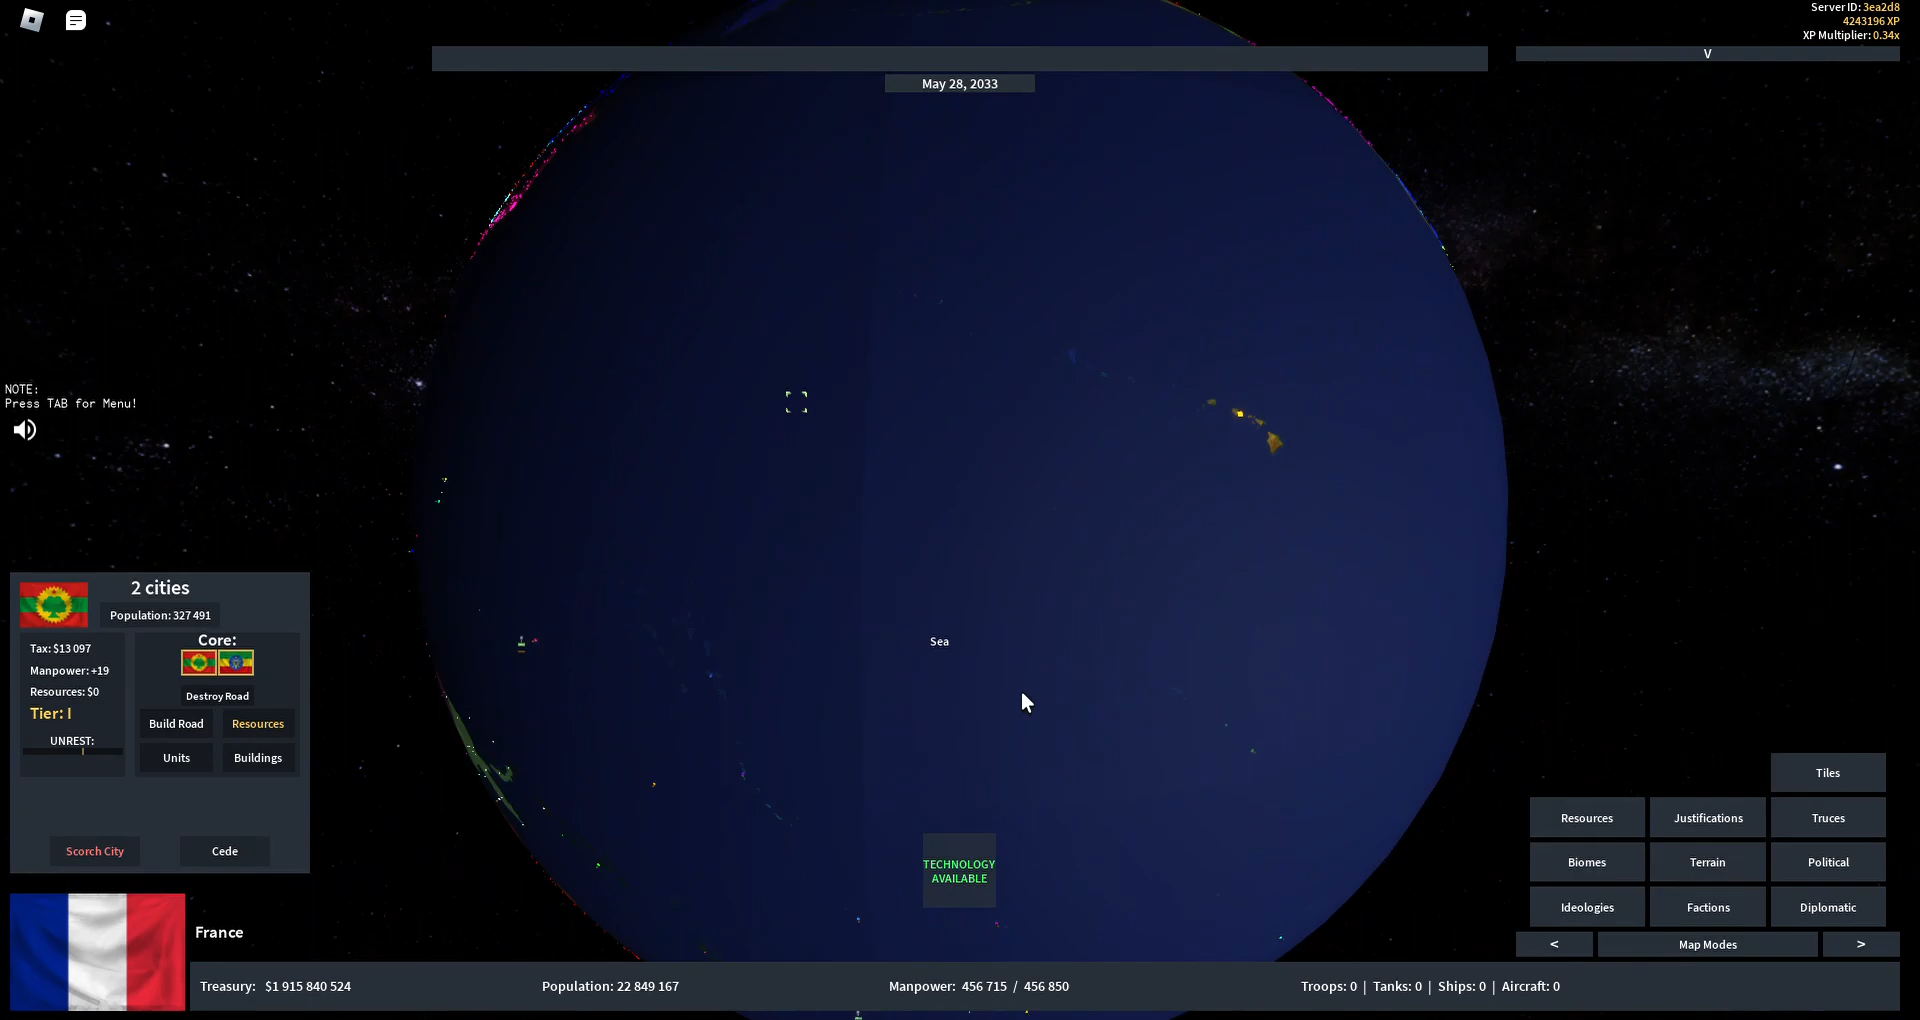 Server ID: 3ea2d8
4243196 XP
XP Multiplier: 0.34x
V
May 28, 2033
NOTE:
Press TAB for Menu!
2 cities
Population: 327 491
Tax: $13 097
Manpower: +19
Resources: $0
Tier: I
UNREST:
Core:
Destroy Road
Build Road
Resources
Units
Buildings
Scorch City
Cede
Sea
TECHNOLOGY
AVAILABLE
Tiles
Resources
Justifications
Truces
Biomes
Terrain
Political
Ideologies
Factions
Diplomatic
<
Map Modes
>
France
Treasury: $1 915 840 524
Population: 22 849 167
Manpower: 456 715 / 456 850
Troops: 0 | Tanks: 0 | Ships: 0 | Aircraft: 0